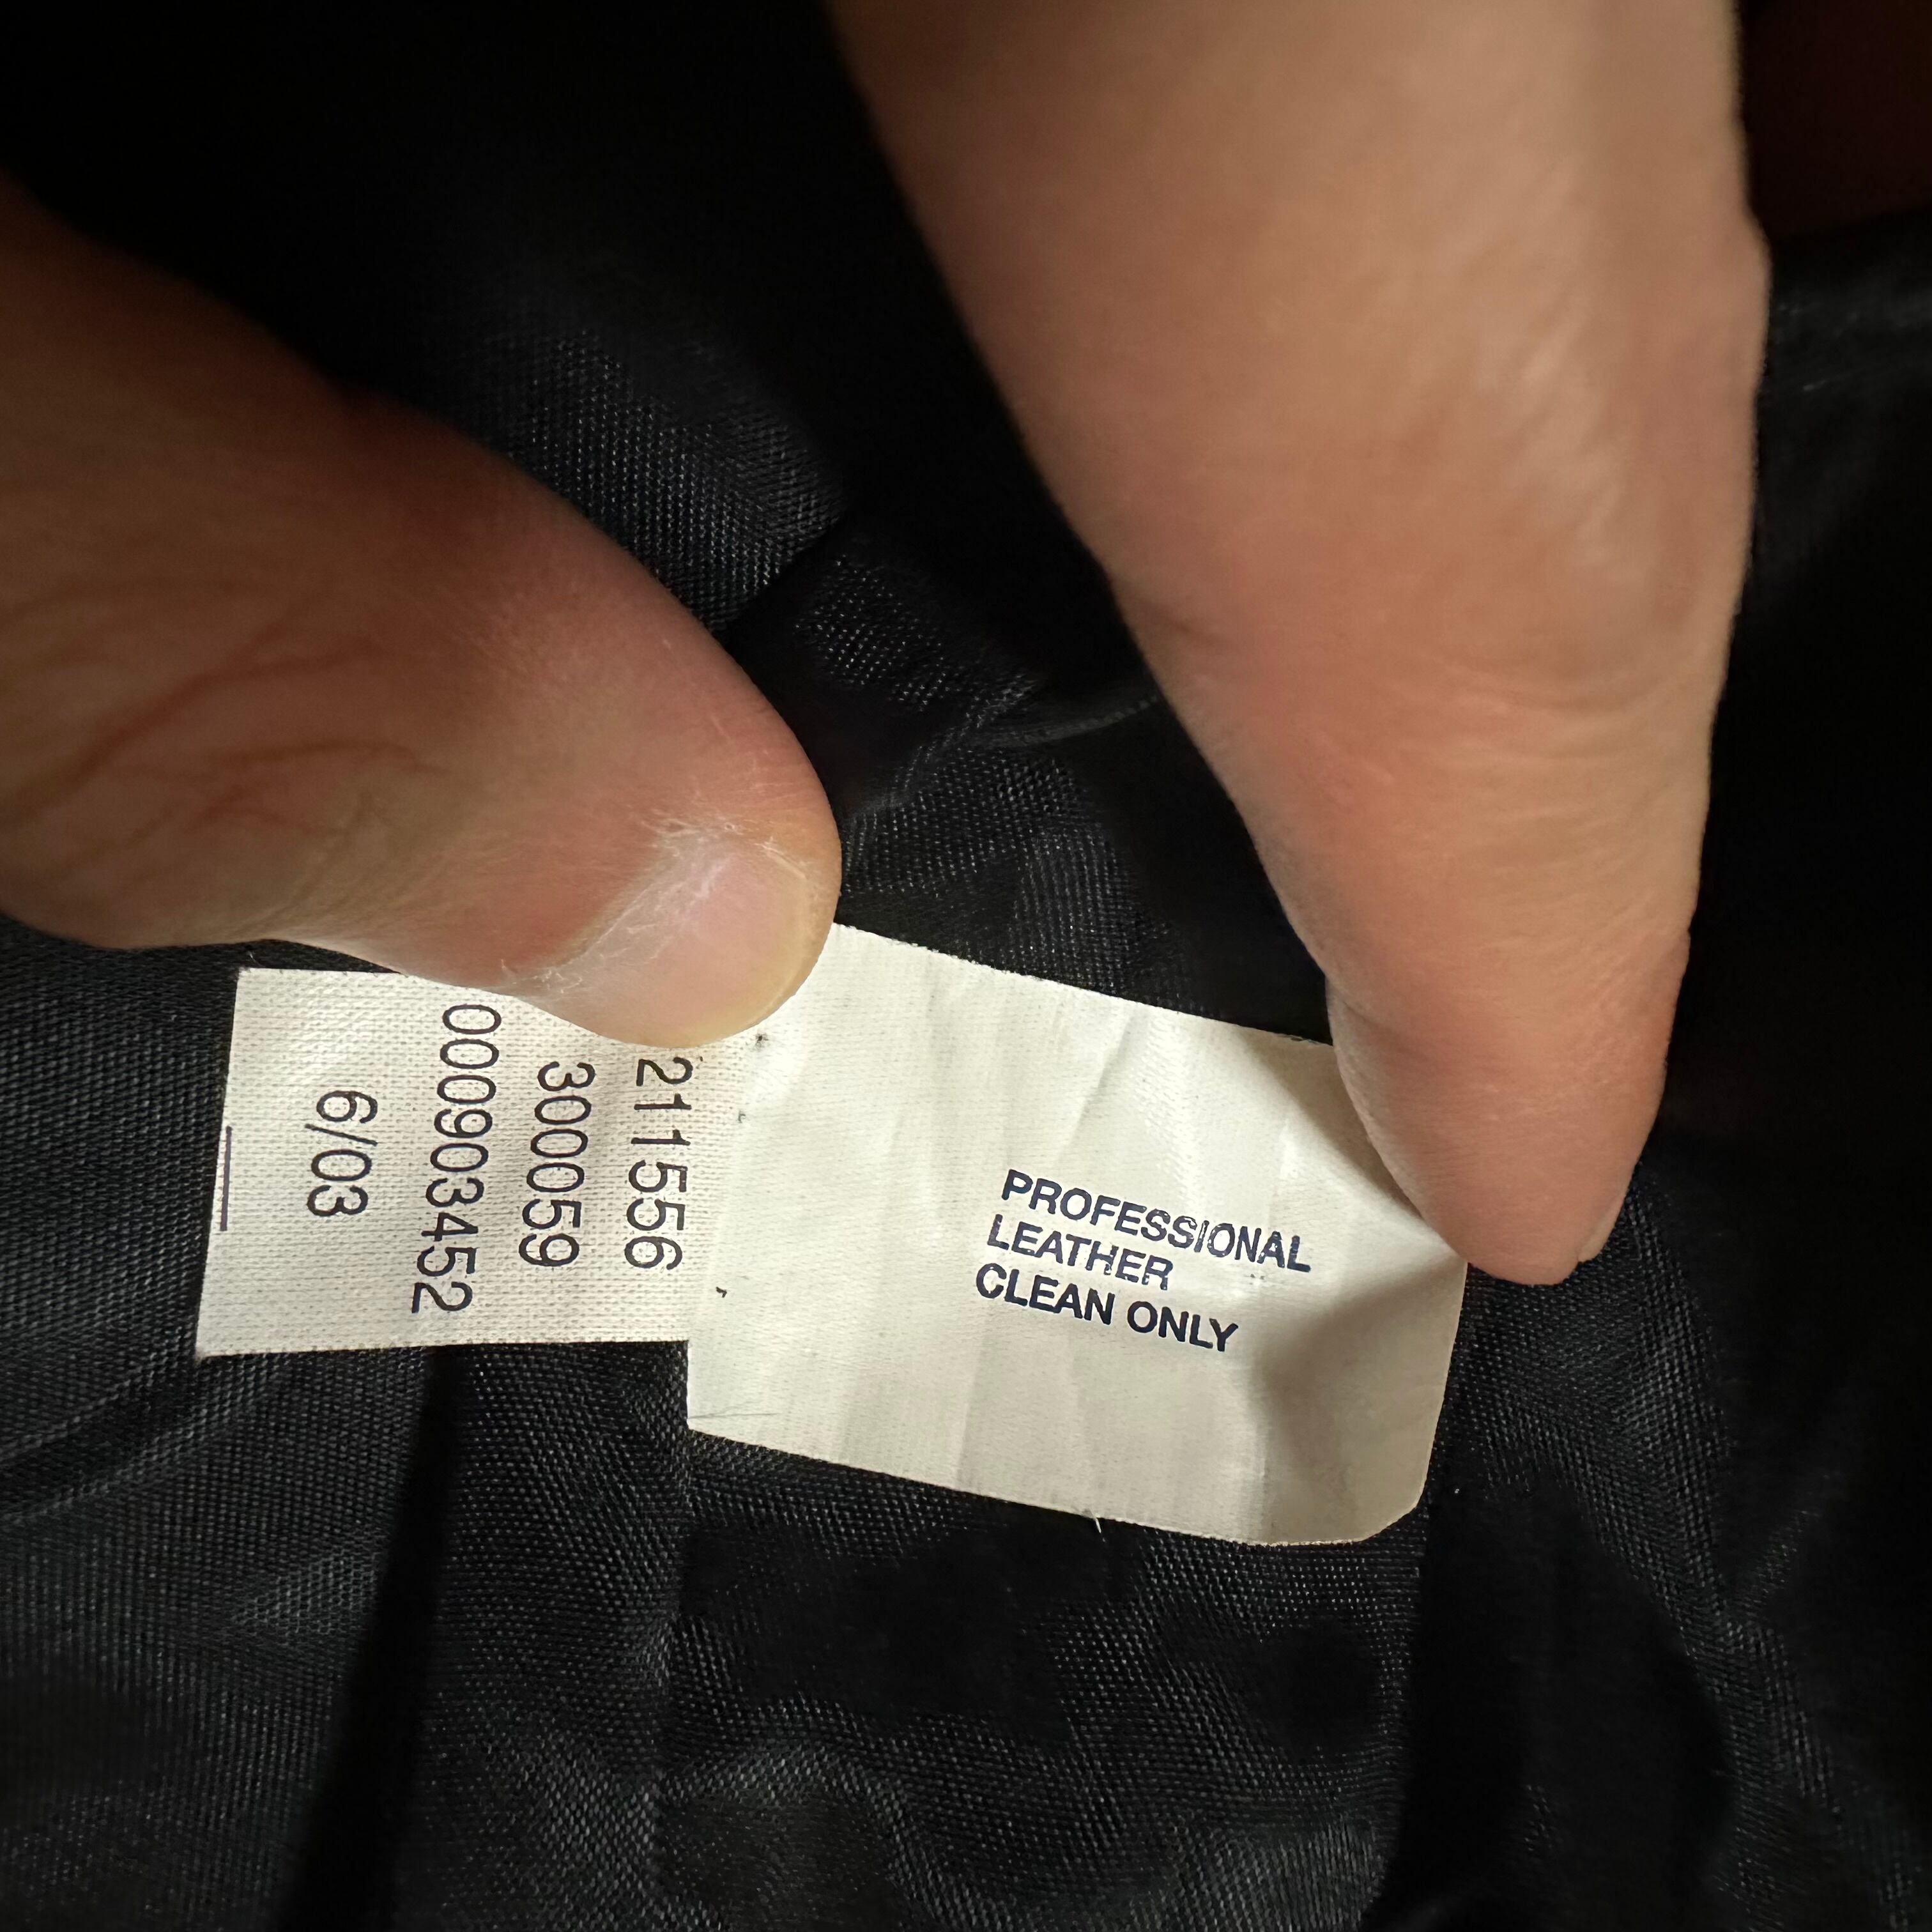 211556
300059
000903452
6/03
PROFESSIONAL
LEATHER
CLEAN ONLY